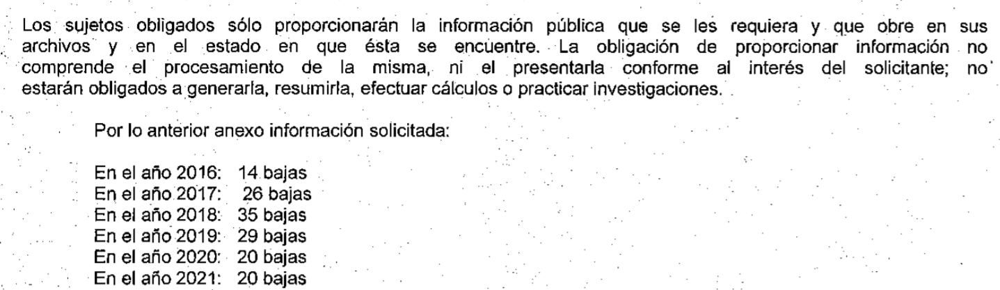 Los sujetos obligados sólo proporcionarán la información pública que se les requiera y que obre en sus
archivos y en el estado en que ésta se encuentre. La obligación de proporcionar información no
comprende el procesamiento de la misma, ni el presentarla conforme al interés del solicitante; no
estarán obligados a generarla, resumirla, efectuar cálculos o practicar investigaciones.
Por lo anterior anexo información solicitada:
En el año 2016: 14 bajas
En el año 2017: 26 bajas
En el año 2018: 35 bajas
En el año 2019: 29 bajas
En el año 2020: 20 bajas
En el año 2021: 20 bajas